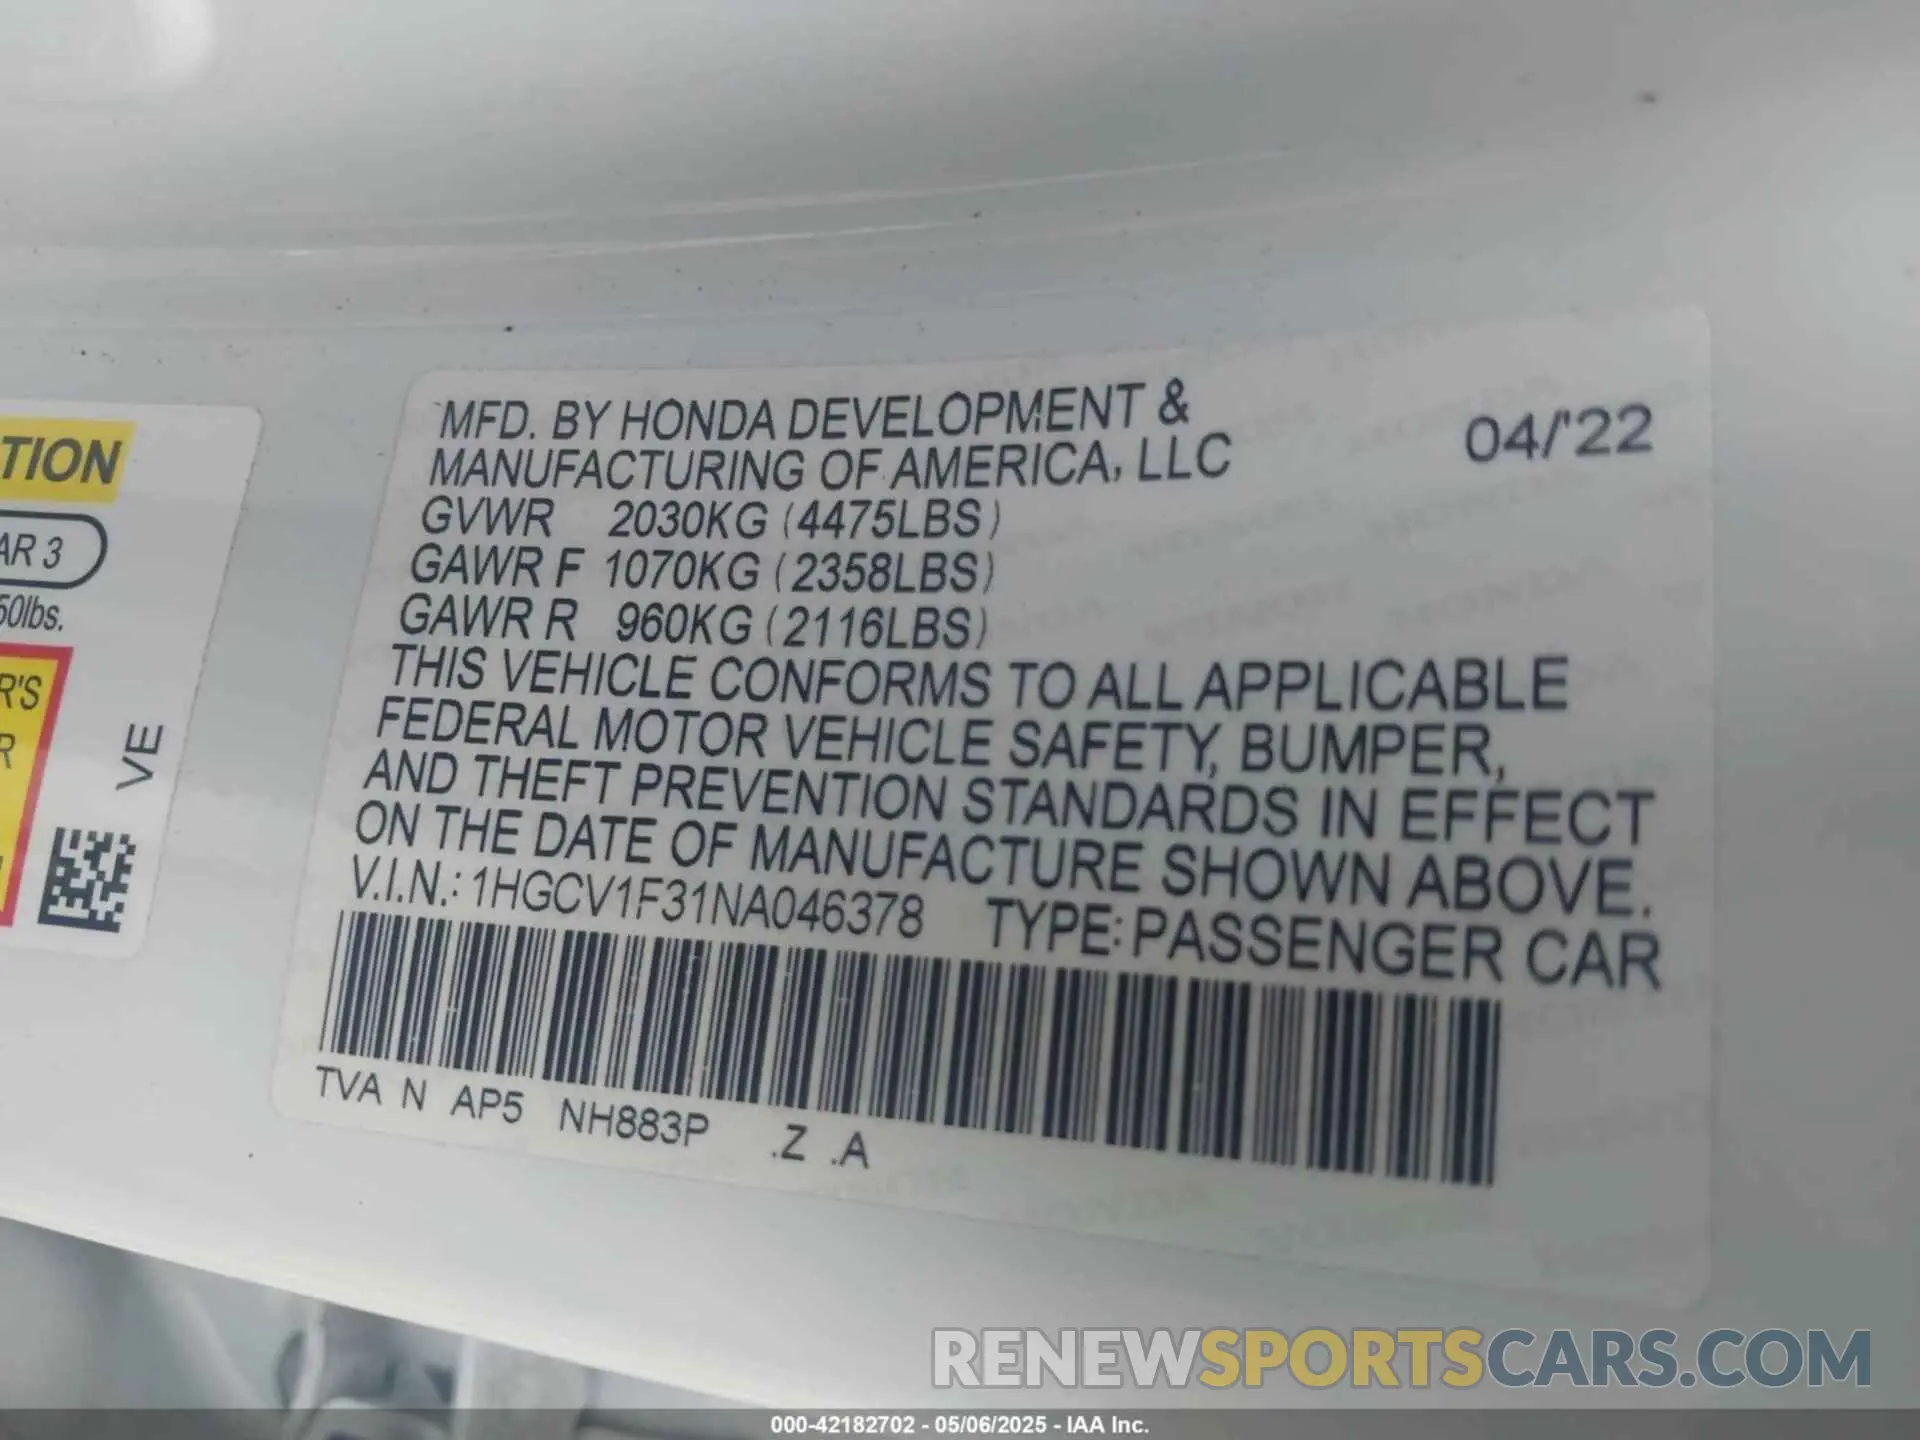 MFD. BY HONDA DEVELOPMENT &
MANUFACTURING OF AMERICA, LLC
04/'22
GVWR 2030KG (4475LBS)
GAWR F 1070KG (2358LBS)
GAWR R 960KG (2116LBS)
THIS VEHICLE CONFORMS TO ALL APPLICABLE
FEDERAL MOTOR VEHICLE SAFETY, BUMPER,
AND THEFT PREVENTION STANDARDS IN EFFECT
ON THE DATE OF MANUFACTURE SHOWN ABOVE.
V.I.N.: 1HGCV1F31NA046378 TYPE: PASSENGER CAR
TVA N AP5 NH883P .Z .A
TION
AR 3
50lbs.
R'S
R
VE
RENEWSPORTSCARS.COM
000-42182702 - 05/06/2025 - IAA Inc.